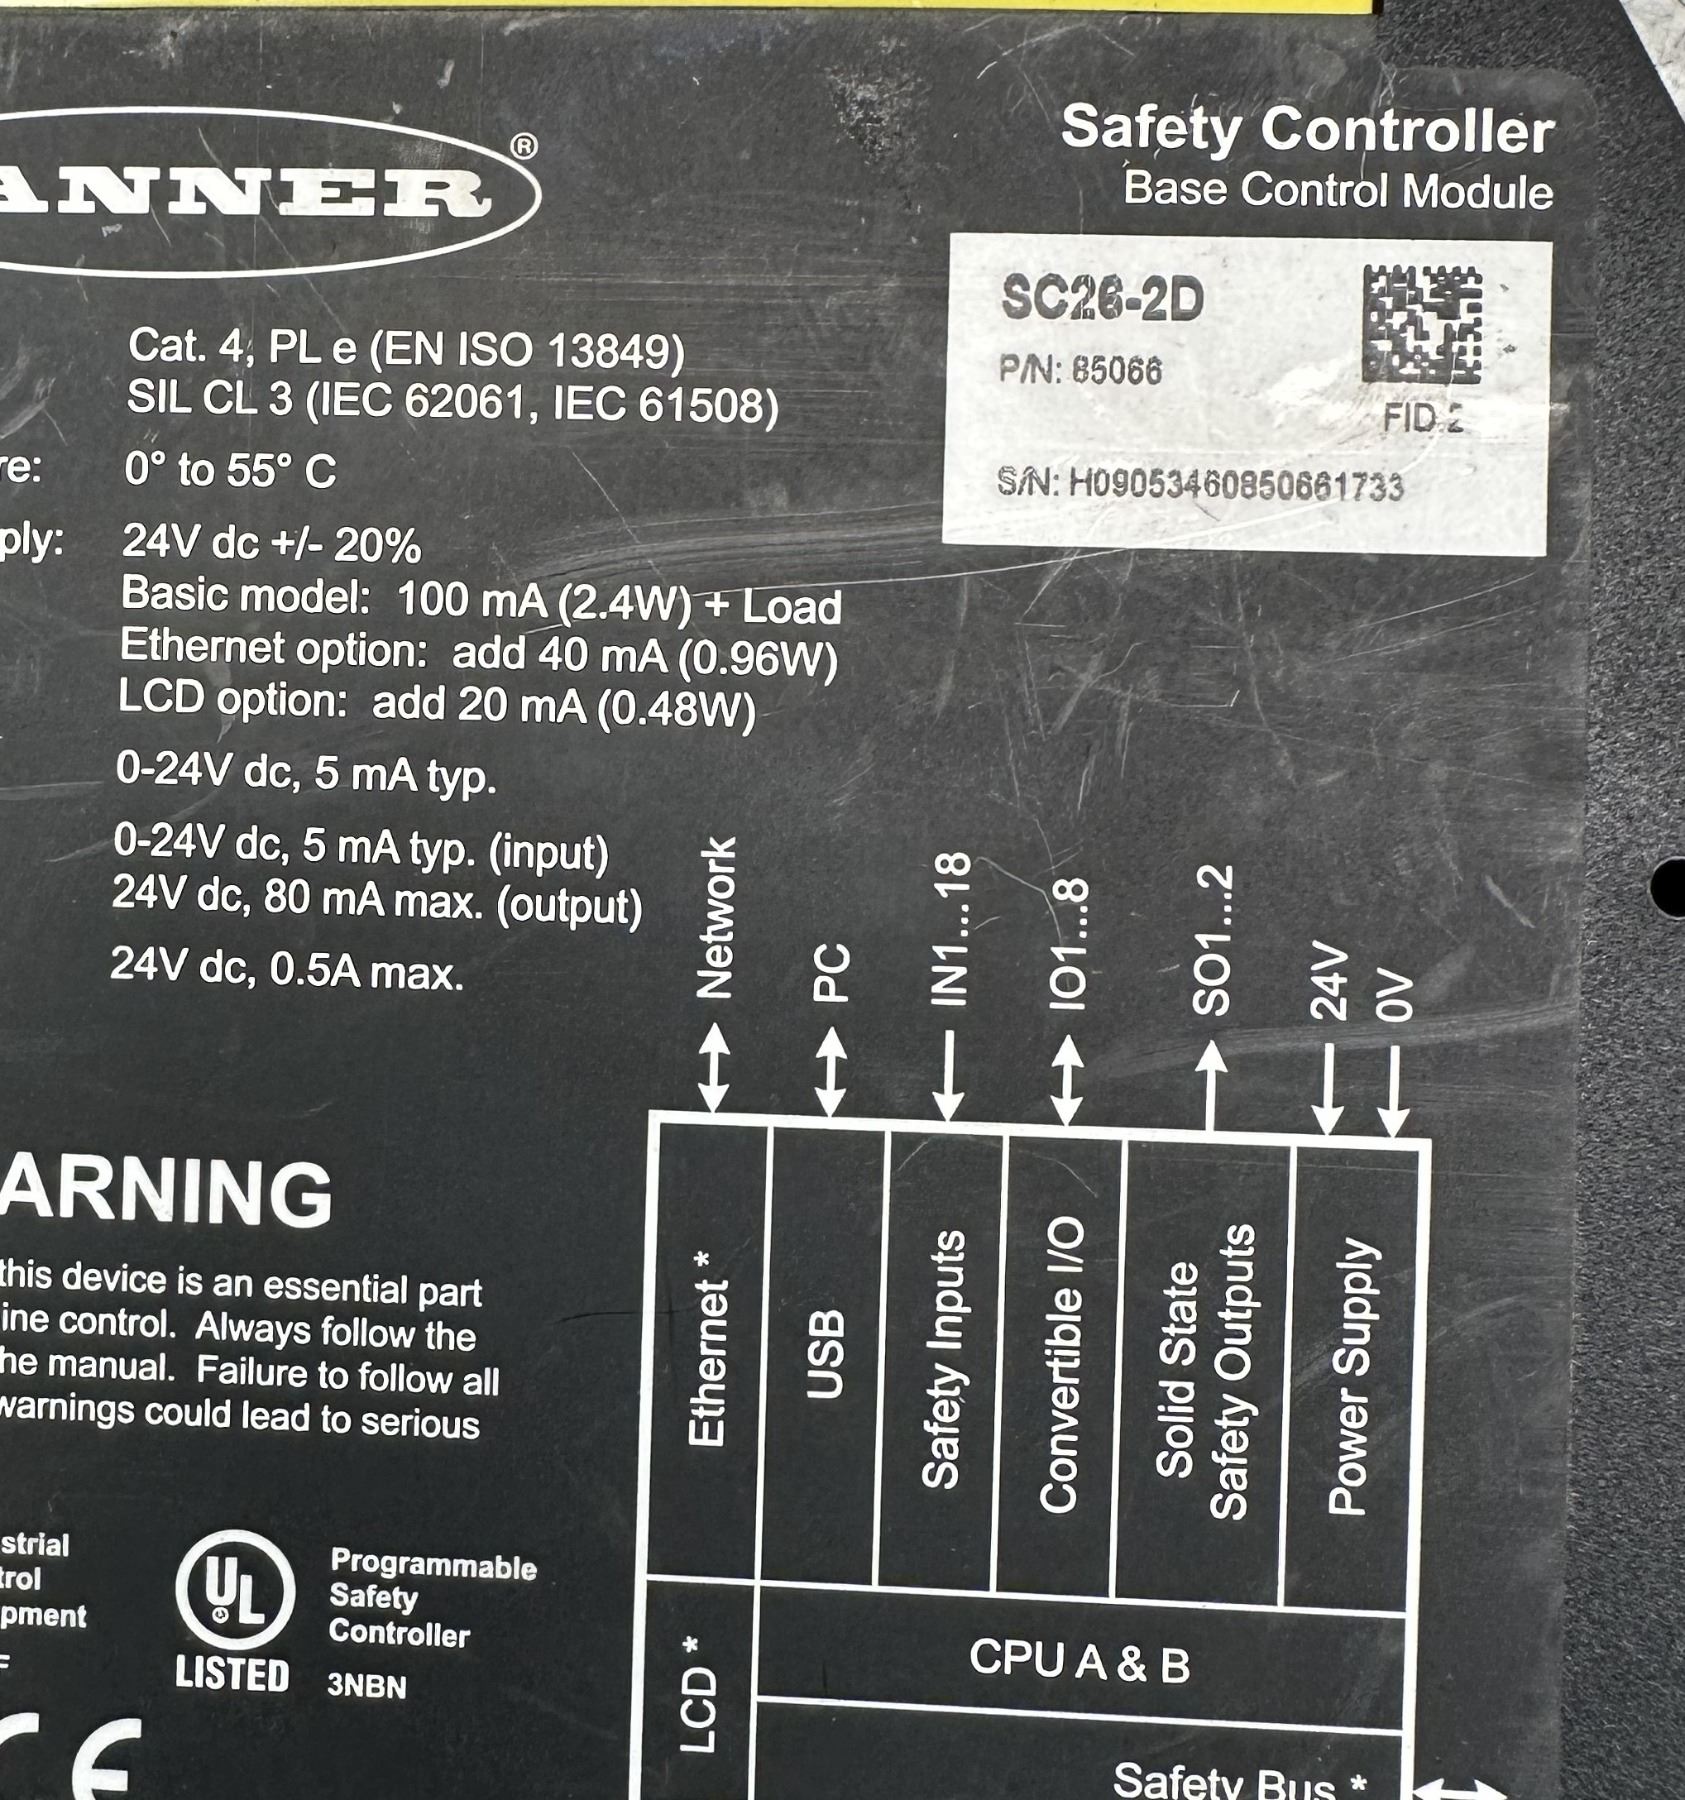 ANNER®
Safety Controller
Base Control Module
SC26-2D
P/N: 85066
FID 2
S/N: H09053460850661733
Cat. 4, PL e (EN ISO 13849)
SIL CL 3 (IEC 62061, IEC 61508)
re: 0° to 55° C
ply: 24V dc +/- 20%
Basic model: 100 mA (2.4W) + Load
Ethernet option: add 40 mA (0.96W)
LCD option: add 20 mA (0.48W)
0-24V dc, 5 mA typ.
0-24V dc, 5 mA typ. (input)
24V dc, 80 mA max. (output)
24V dc, 0.5A max.
Network
PC
IN1...18
IO1...8
SO1...2
24V
0V
Ethernet *
USB
Safety Inputs
Convertible I/O
Solid State
Safety Outputs
Power Supply
LCD *
CPU A & B
Safety Bus *
ARNING
this device is an essential part
ine control. Always follow the
he manual. Failure to follow all
warnings could lead to serious
strial
trol
pment
UL
LISTED
Programmable
Safety
Controller
3NBN
CE